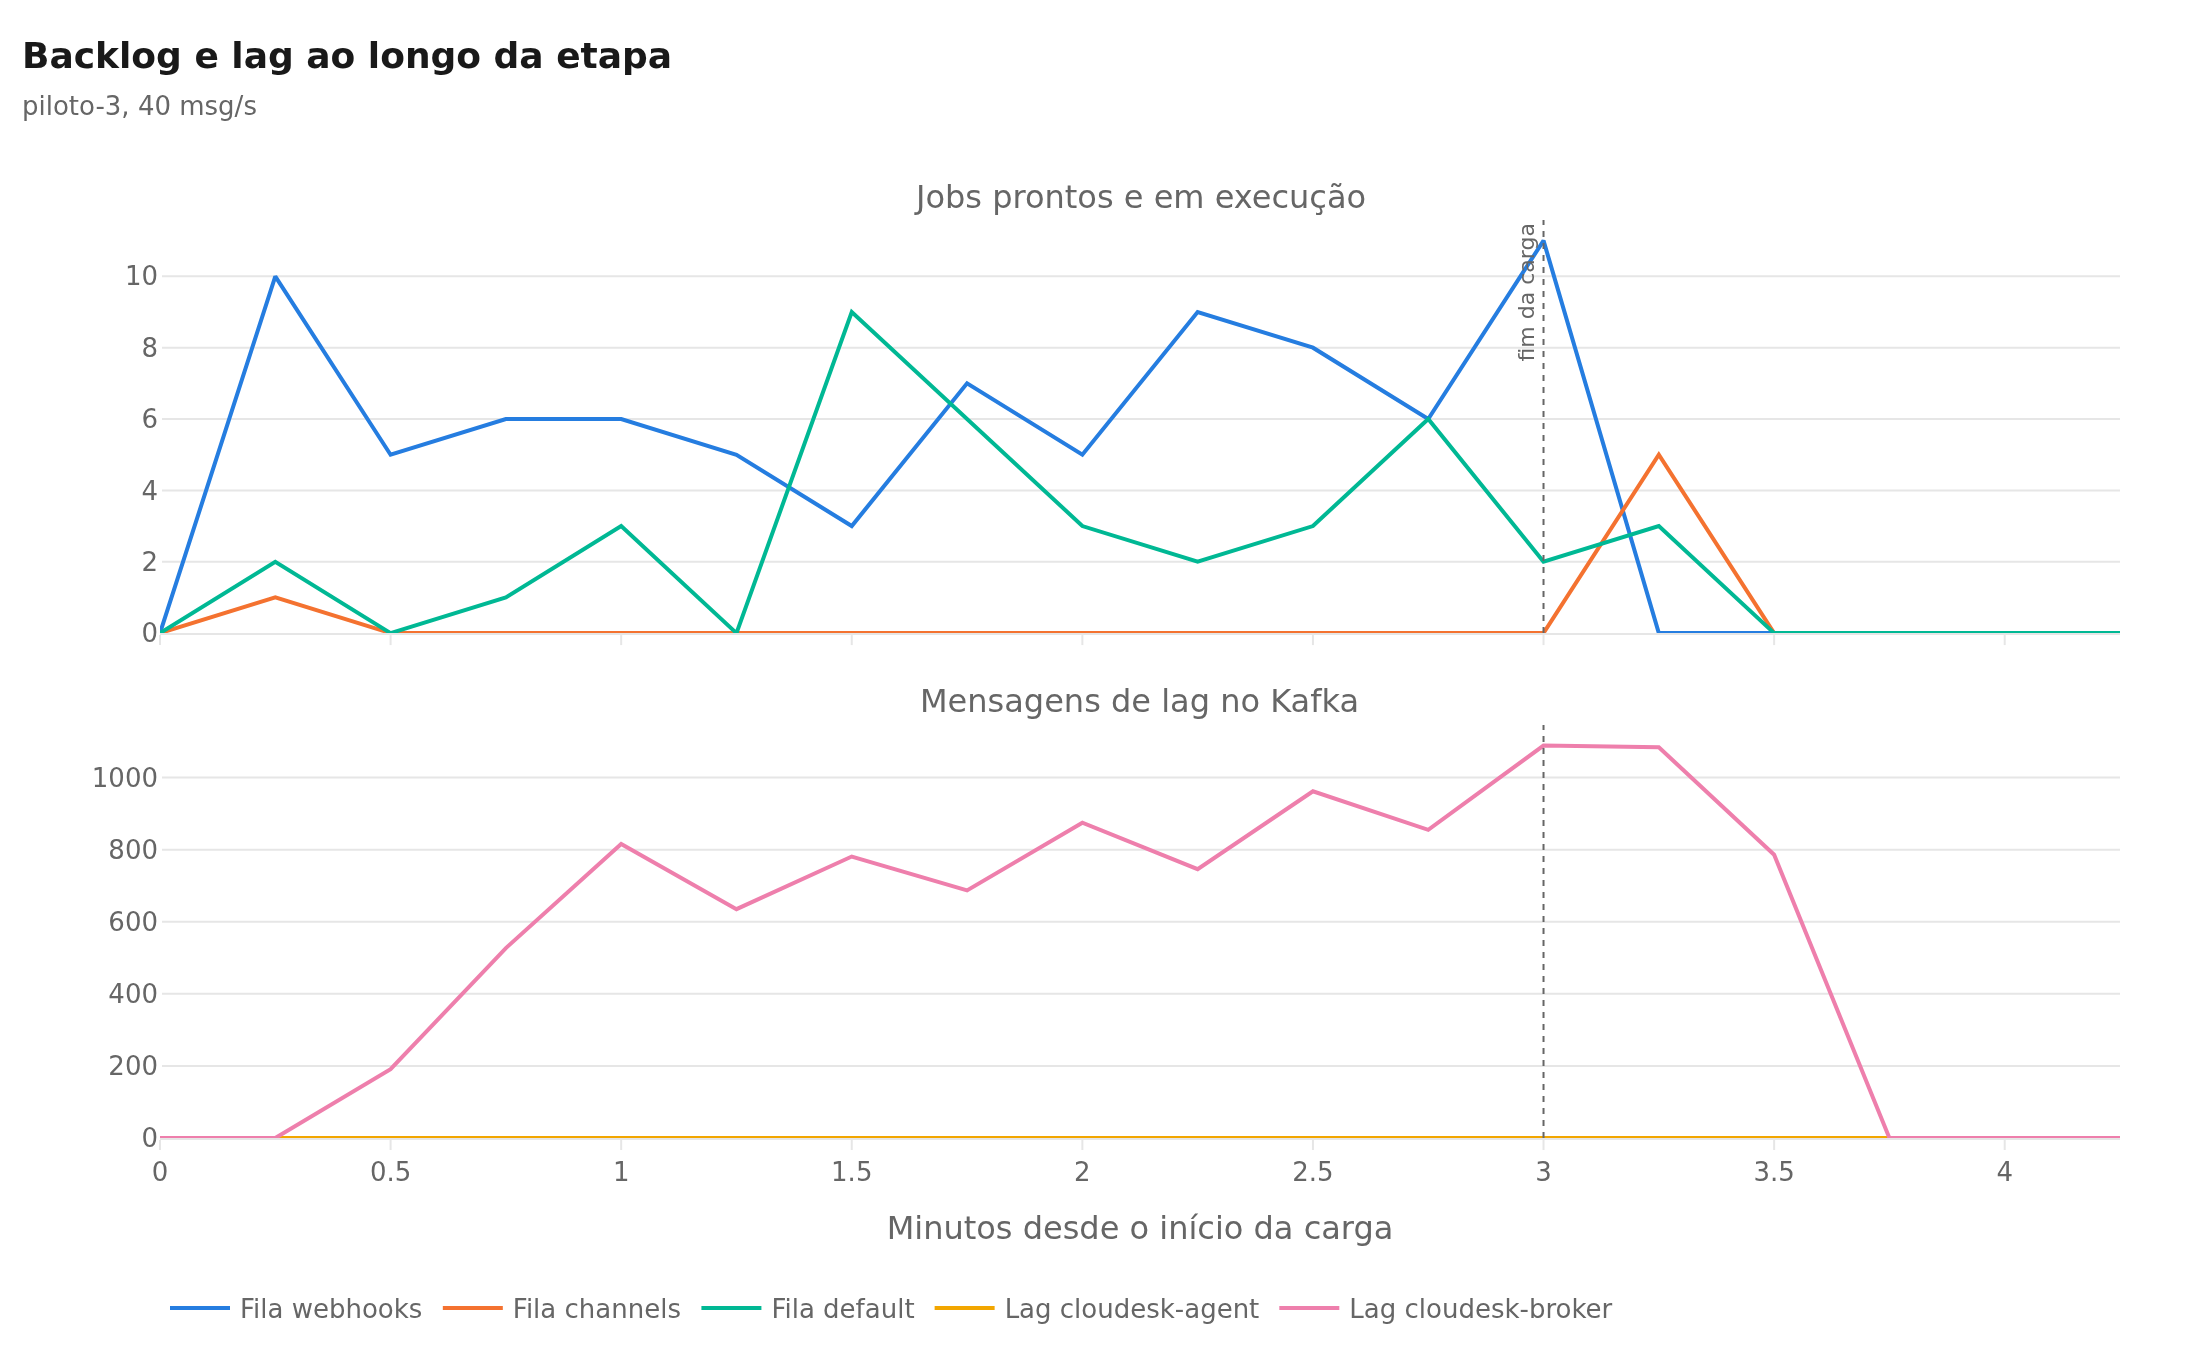 Backlog e lag ao longo da etapa
piloto-3, 40 msg/s
Jobs prontos e em execução
fim da carga
10
8
6
4
2
0
Mensagens de lag no Kafka
1000
800
600
400
200
0
0 0.5 1 1.5 2 2.5 3 3.5 4
Minutos desde o início da carga
Fila webhooks Fila channels Fila default Lag cloudesk-agent Lag cloudesk-broker